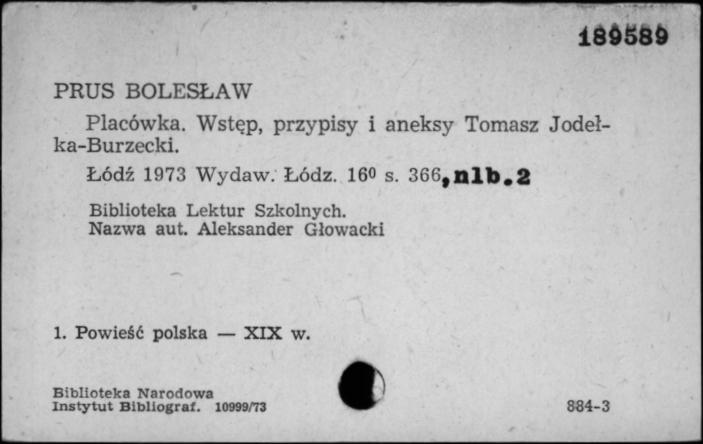 189589
PRUS BOLESŁAW
Placówka. Wstęp, przypisy i aneksy Tomasz Jodeł-
ka-Burzecki.
Łódź 1973 Wydaw. Łódz. 16⁰ s. 366, nlb.2
Biblioteka Lektur Szkolnych.
Nazwa aut. Aleksander Głowacki
1. Powieść polska — XIX w.
Biblioteka Narodowa
Instytut Bibliograf. 10999/73
884-3